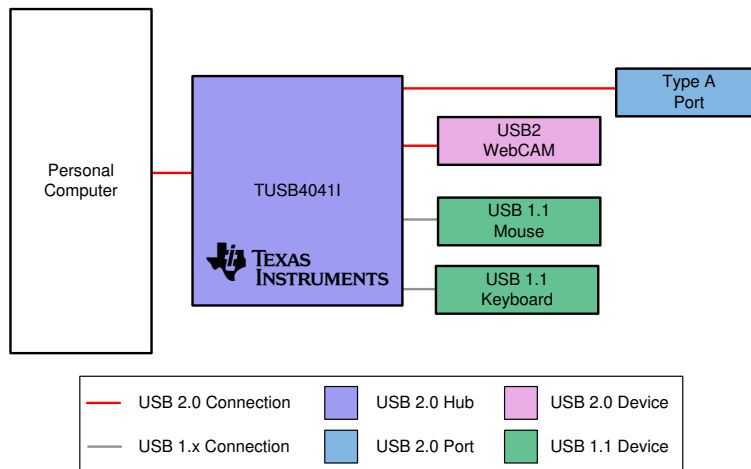 Personal
Computer
TUSB4041I
TEXAS
INSTRUMENTS
Type A
Port
USB2
WebCAM
USB 1.1
Mouse
USB 1.1
Keyboard
USB 2.0 Connection
USB 2.0 Hub
USB 2.0 Device
USB 1.x Connection
USB 2.0 Port
USB 1.1 Device